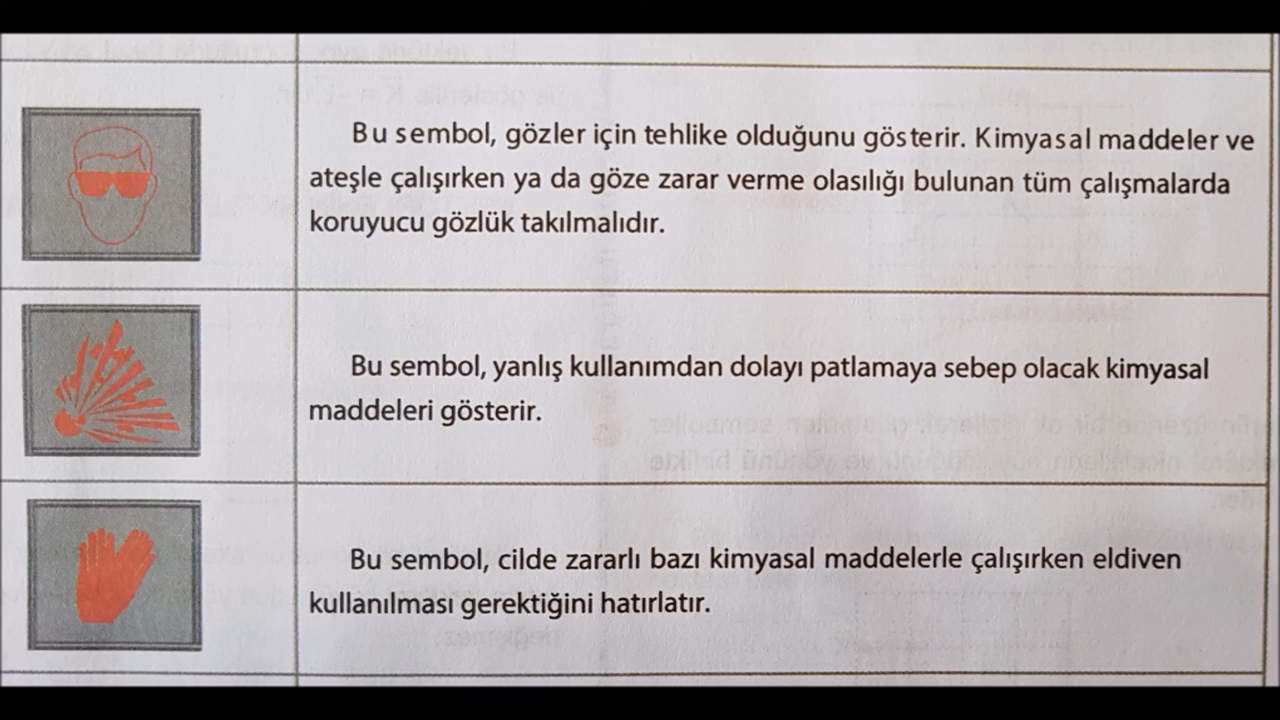 Bu sembol, gözler için tehlike olduğunu gösterir. Kimyasal maddeler ve
ateşle çalışırken ya da göze zarar verme olasılığı bulunan tüm çalışmalarda
koruyucu gözlük takılmalıdır.
Bu sembol, yanlış kullanımdan dolayı patlamaya sebep olacak kimyasal
maddeleri gösterir.
Bu sembol, cilde zararlı bazı kimyasal maddelerle çalışırken eldiven
kullanılması gerektiğini hatırlatır.